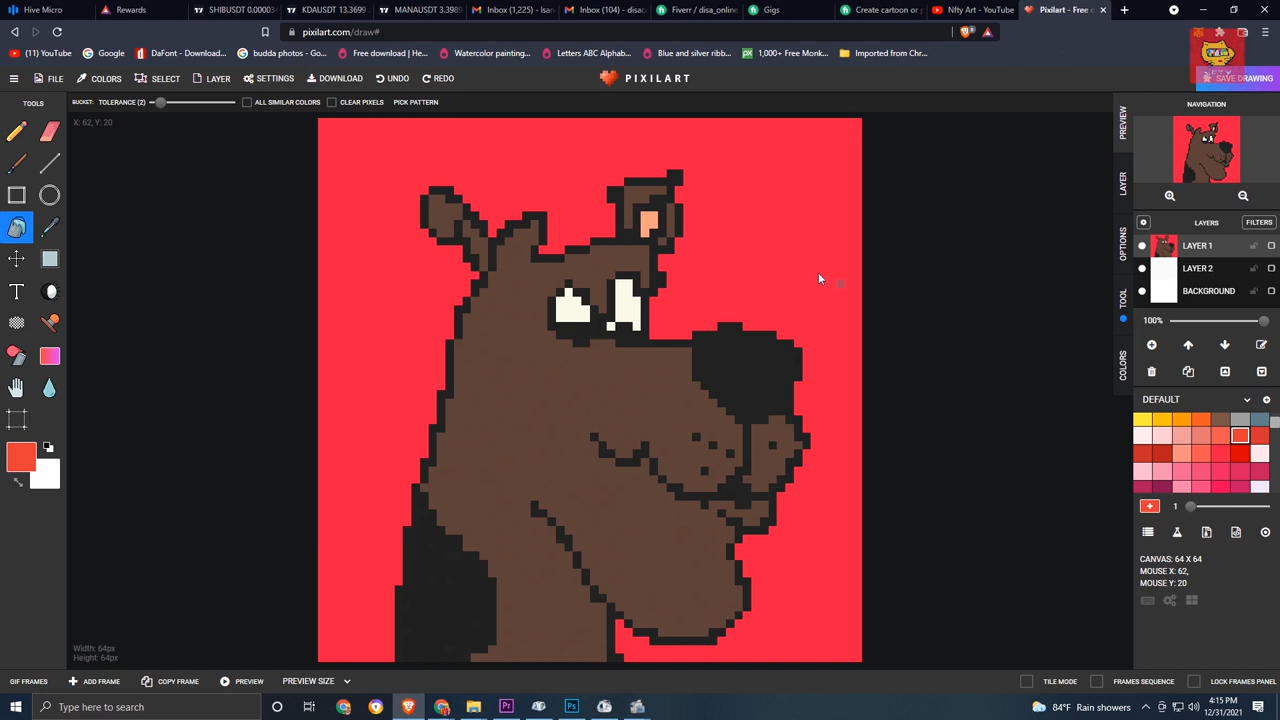 Hive Micro
Rewards
SHIBUSDT 0.00003
KDAUSDT 13.3699
MANAUSDT 3.3989
Inbox (1,225) - Inbox (104) - disac
Fiverr / disa_online
Gigs
Create cartoon or p
Nfty Art - YouTube
Pixilart - Free o
pixilart.com/draw#
(11) YouTube
Google
DaFont - Download...
budda photos - Go...
Free download | He...
Watercolor painting,...
Letters ABC Alphab...
Blue and silver ribb...
1,000+ Free Monk...
Imported from Chr...
FILE
COLORS
SELECT
LAYER
SETTINGS
DOWNLOAD
UNDO
REDO
PIXILART
SAVE DRAWING
TOOLS
BUCKET: TOLERANCE (2)
ALL SIMILAR COLORS
CLEAR PIXELS
PICK PATTERN
X: 62, Y: 20
NAVIGATION
PREVIEW
LAYER
OPTIONS
TOOL
COLORS
LAYERS
FILTERS
LAYER 1
LAYER 2
BACKGROUND
100%
DEFAULT
1
CANVAS: 64 X 64
MOUSE X: 62,
MOUSE Y: 20
Width: 64px
Height: 64px
GIF FRAMES
ADD FRAME
COPY FRAME
PREVIEW
PREVIEW SIZE
TILE MODE
FRAMES SEQUENCE
LOCK FRAMES PANEL
Type here to search
Pr
Ps
84°F Rain showers
4:15 PM
12/31/2021